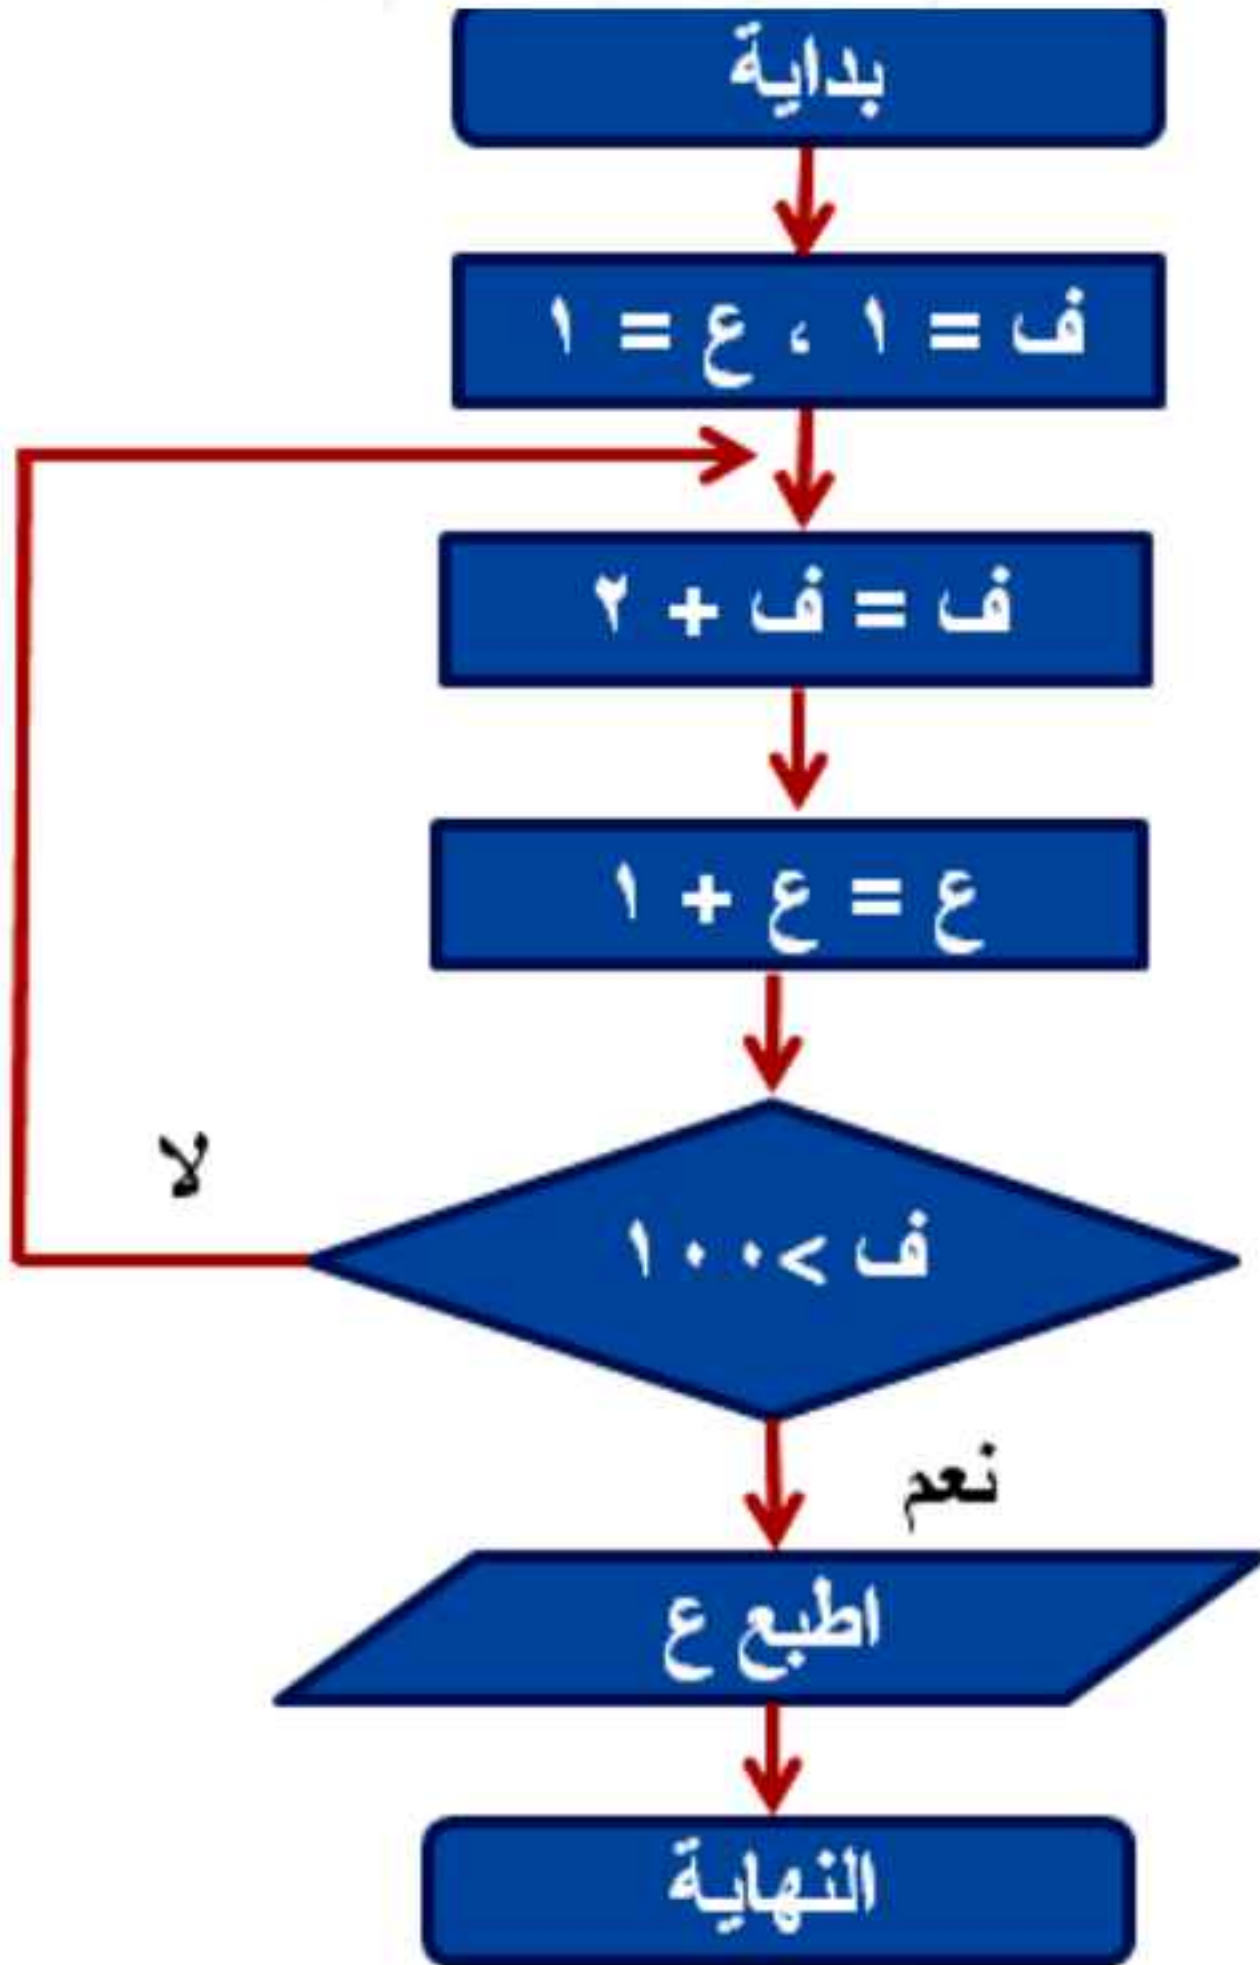 بداية
ف = ١ ، ع = ١
ف = ف + ٢
ع = ع + ١
ف >١٠٠
لا
نعم
اطبع ع
النهاية